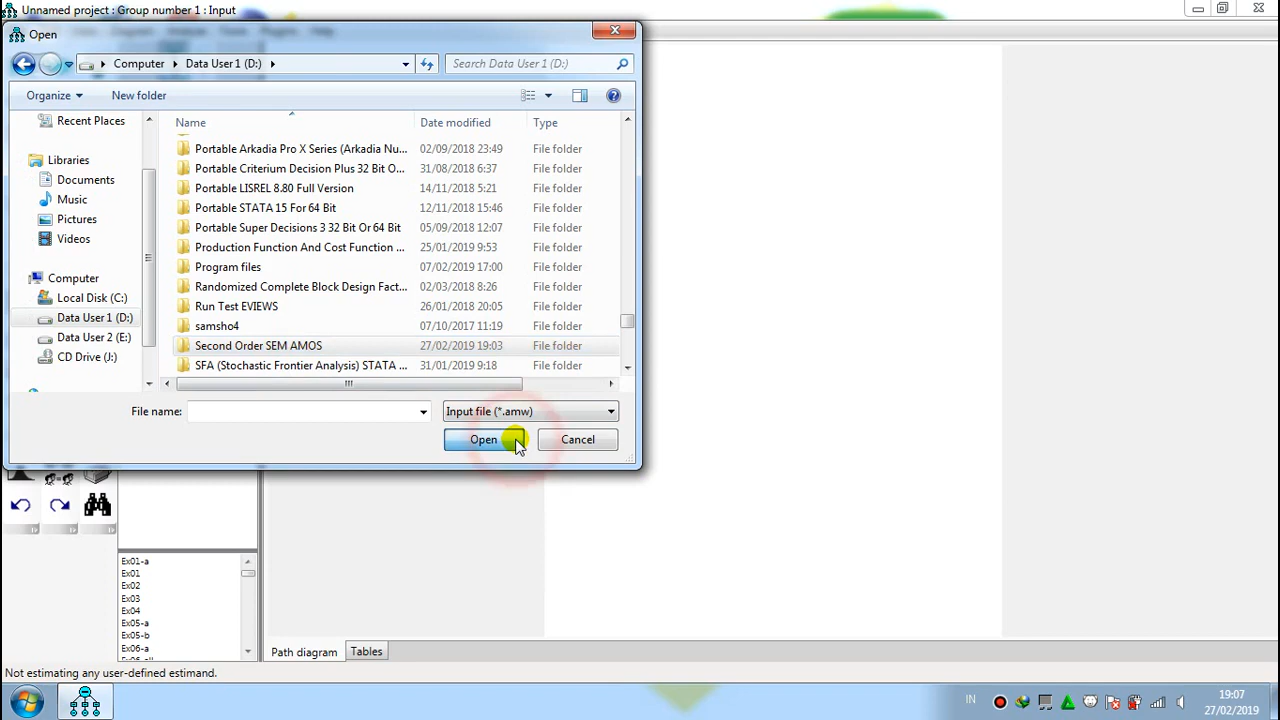 Unnamed project : Group number 1 : Input
Open
Computer Data User 1 (D:)
Search Data User 1 (D:)
Organize
New folder
Name
Date modified
Type
Recent Places
Libraries
Documents
Music
Pictures
Videos
Computer
Local Disk (C:)
Data User 1 (D:)
Data User 2 (E:)
CD Drive (J:)
Portable Arkadia Pro X Series (Arkadia Nu... 02/09/2018 23:49 File folder
Portable Criterium Decision Plus 32 Bit O... 31/08/2018 6:37 File folder
Portable LISREL 8.80 Full Version 14/11/2018 5:21 File folder
Portable STATA 15 For 64 Bit 12/11/2018 15:46 File folder
Portable Super Decisions 3 32 Bit Or 64 Bit 05/09/2018 12:07 File folder
Production Function And Cost Function ... 25/01/2019 9:53 File folder
Program files 07/02/2019 17:00 File folder
Randomized Complete Block Design Fact... 02/03/2018 8:26 File folder
Run Test EVIEWS 26/01/2018 20:05 File folder
samsho4 07/10/2017 11:19 File folder
Second Order SEM AMOS 27/02/2019 19:03 File folder
SFA (Stochastic Frontier Analysis) STATA ... 31/01/2019 9:18 File folder
File name:
Input file (*.amw)
Open
Cancel
Ex01-a
Ex01
Ex02
Ex03
Ex04
Ex05-a
Ex05-b
Ex06-a
Path diagram
Tables
Not estimating any user-defined estimand.
IN
19:07
27/02/2019